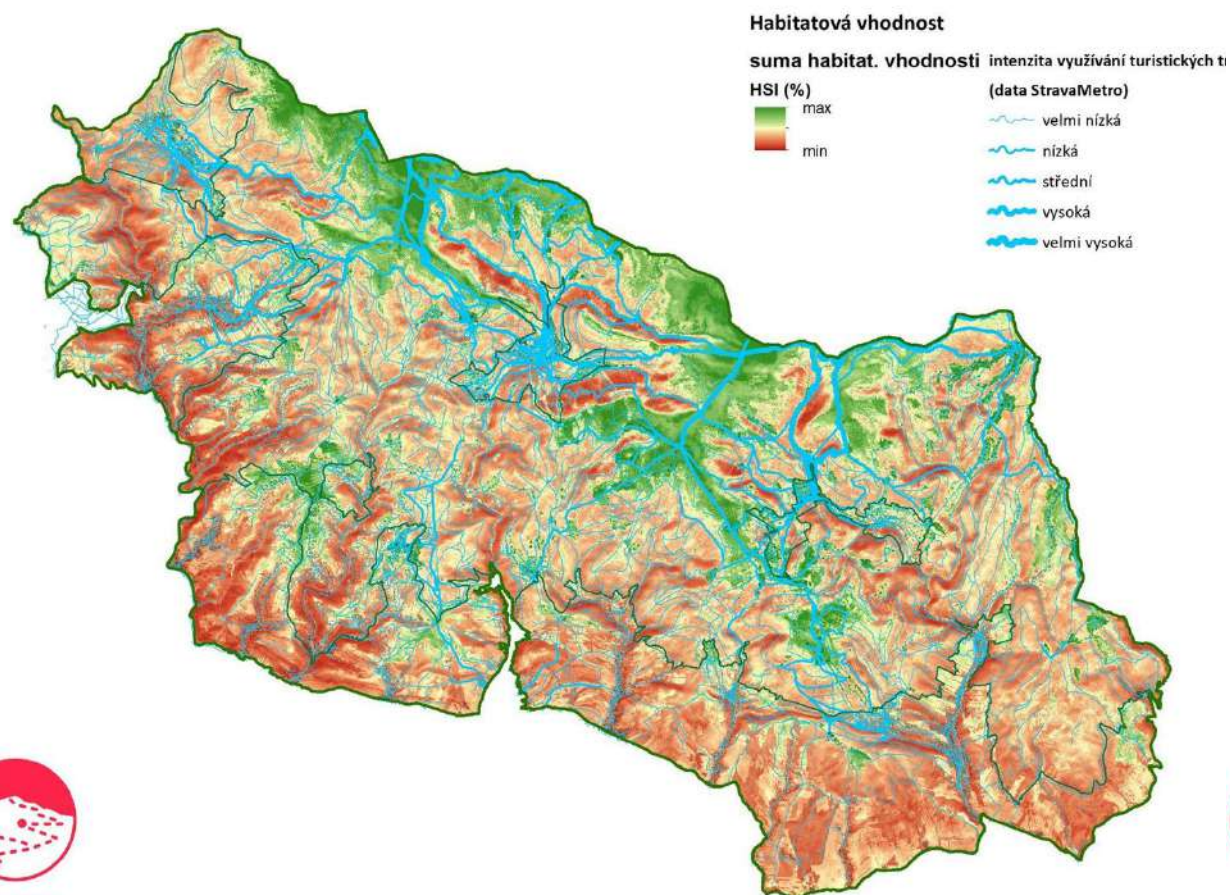 Habitatová vhodnost
suma habitat. vhodnosti
HSI (%)
max
min
intenzita využívání turistických
(data StravaMetro)
velmi nízká
nízká
střední
vysoká
velmi vysoká